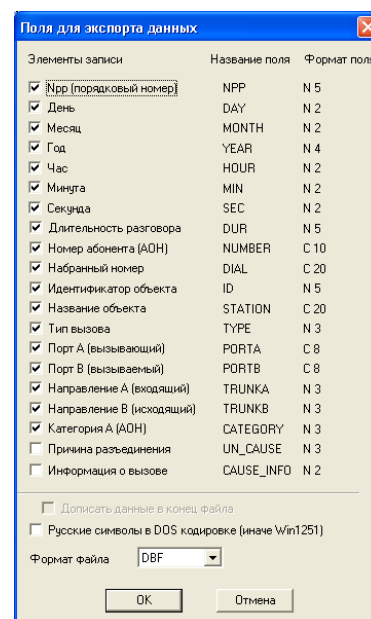 Поля для экспорта данных
Элементы записи Название поля Формат поля
Npp (порядковый номер) NPP N 5
День DAY N 2
Месяц MONTH N 2
Год YEAR N 4
Час HOUR N 2
Минута MIN N 2
Секунда SEC N 2
Длительность разговора DUR N 5
Номер абонента (АОН) NUMBER C 10
Набранный номер DIAL C 20
Идентификатор объекта ID N 5
Название объекта STATION C 20
Тип вызова TYPE N 3
Порт А (вызывающий) PORTA C 8
Порт В (вызываемый) PORTB C 8
Направление А (входящий) TRUNKA N 3
Направление В (исходящий) TRUNKB N 3
Категория А (АОН) CATEGORY N 3
Причина разъединения UN_CAUSE N 3
Информация о вызове CAUSE_INFO N 2
Дописать данные в конец файла
Русские символы в DOS кодировке (иначе Win1251)
Формат файла DBF
OK Отмена